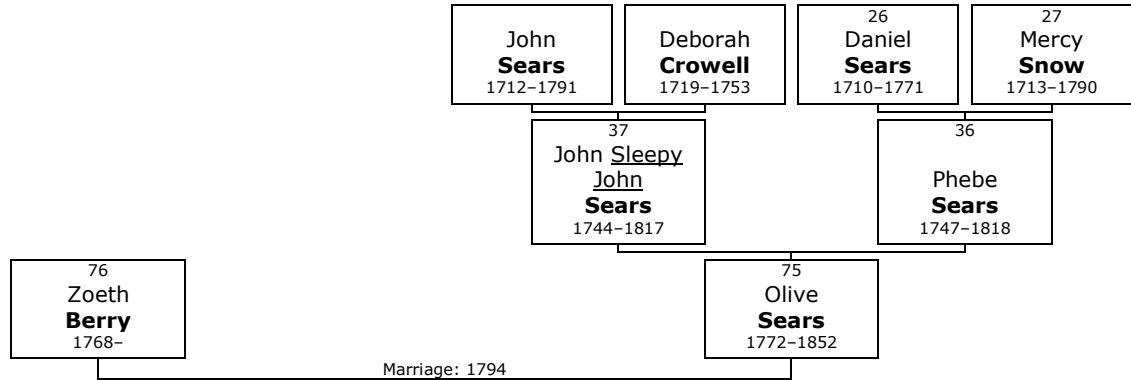 John
Sears
1712–1791
Deborah
Crowell
1719–1753
26
Daniel
Sears
1710–1771
27
Mercy
Snow
1713–1790
37
John Sleepy
John
Sears
1744–1817
36
Phebe
Sears
1747–1818
76
Zoeth
Berry
1768–
75
Olive
Sears
1772–1852
Marriage: 1794